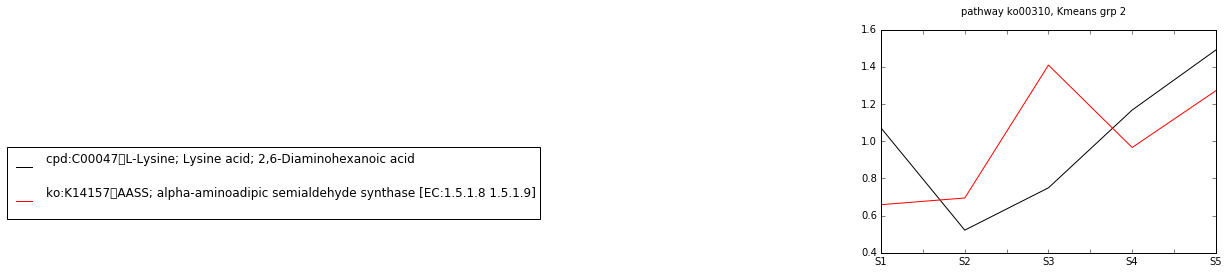 pathway ko00310, Kmeans grp 2
1.6
1.4
1.2
1.0
0.8
0.6
0.4
S1 S2 S3 S4 S5
cpd:C00047▯L-Lysine; Lysine acid; 2,6-Diaminohexanoic acid
ko:K14157▯AASS; alpha-aminoadipic semialdehyde synthase [EC:1.5.1.8 1.5.1.9]